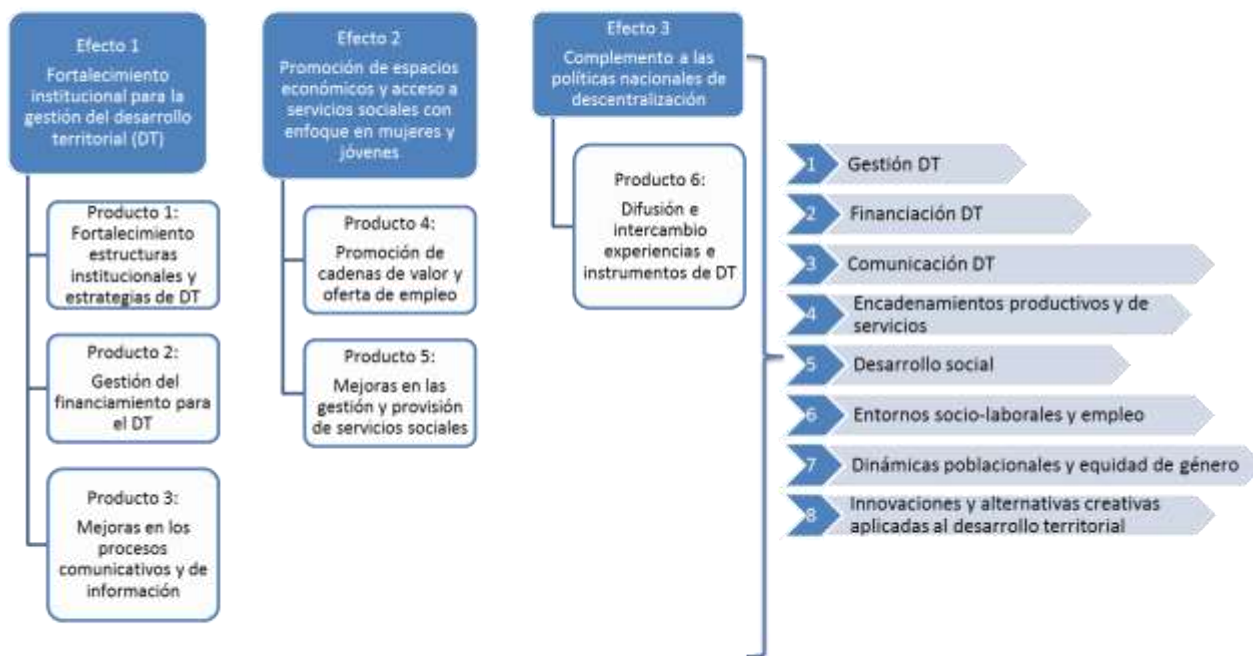 Efecto 1
Fortalecimiento
institucional para la
gestión del desarrollo
territorial (DT)
Producto 1:
Fortalecimiento
estructuras
institucionales y
estrategias de DT
Producto 2:
Gestión del
financiamiento para
el DT
Producto 3:
Mejoras en los
procesos
comunicativos y de
información
Efecto 2
Promoción de espacios
económicos y acceso a
servicios sociales con
enfoque en mujeres y
jóvenes
Producto 4:
Promoción de
cadenas de valor y
oferta de empleo
Producto 5:
Mejoras en las
gestión y provisión
de servicios sociales
Efecto 3
Complemento a las
políticas nacionales de
descentralización
Producto 6:
Difusión e
intercambio
experiencias e
instrumentos de DT
1 Gestión DT
2 Financiación DT
3 Comunicación DT
4 Encadenamientos productivos y de
servicios
5 Desarrollo social
6 Entornos socio-laborales y empleo
7 Dinámicas poblacionales y equidad de género
8 Innovaciones y alternativas creativas
aplicadas al desarrollo territorial